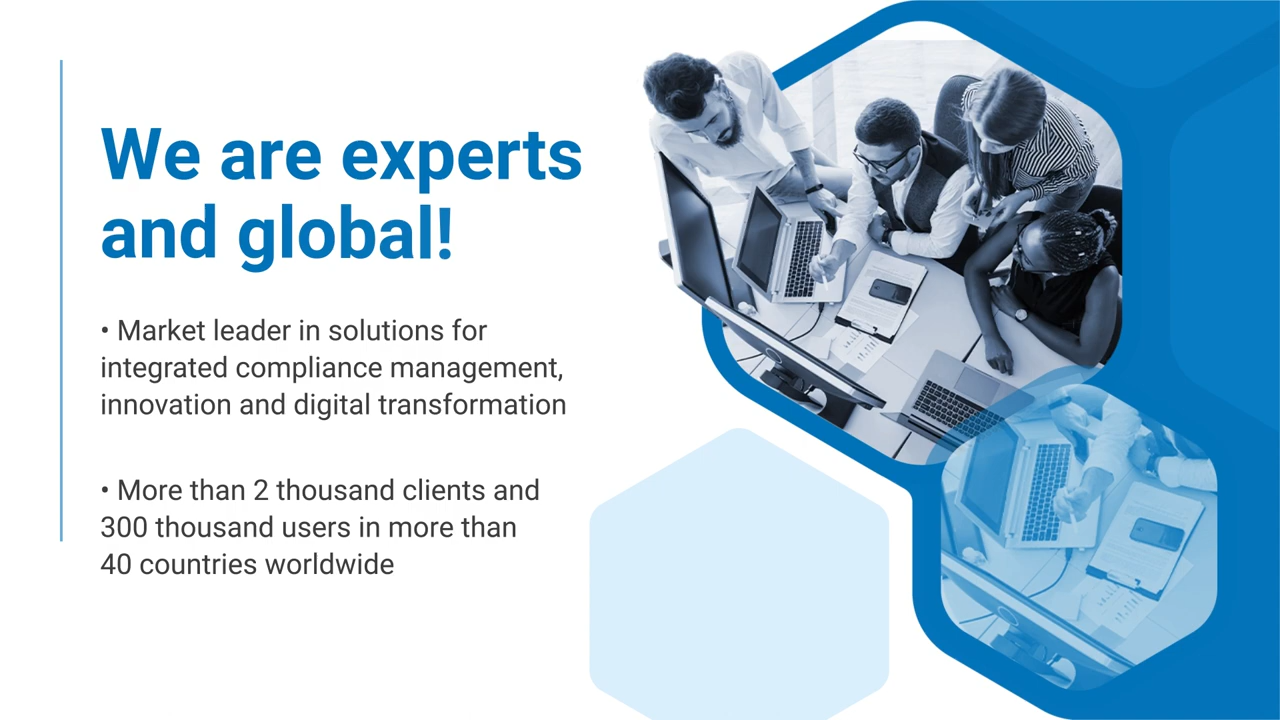 We are experts
and global!
• Market leader in solutions for
integrated compliance management,
innovation and digital transformation
• More than 2 thousand clients and
300 thousand users in more than
40 countries worldwide